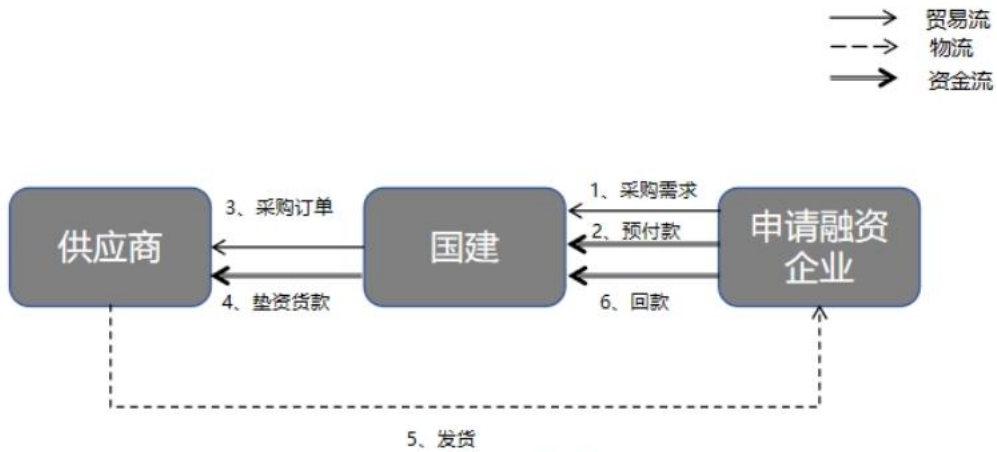 贸易流
物流
资金流
1、采购需求
3、采购订单
2、预付款
供应商
国建
申请融资
企业
4、垫资货款
6、回款
5、发货